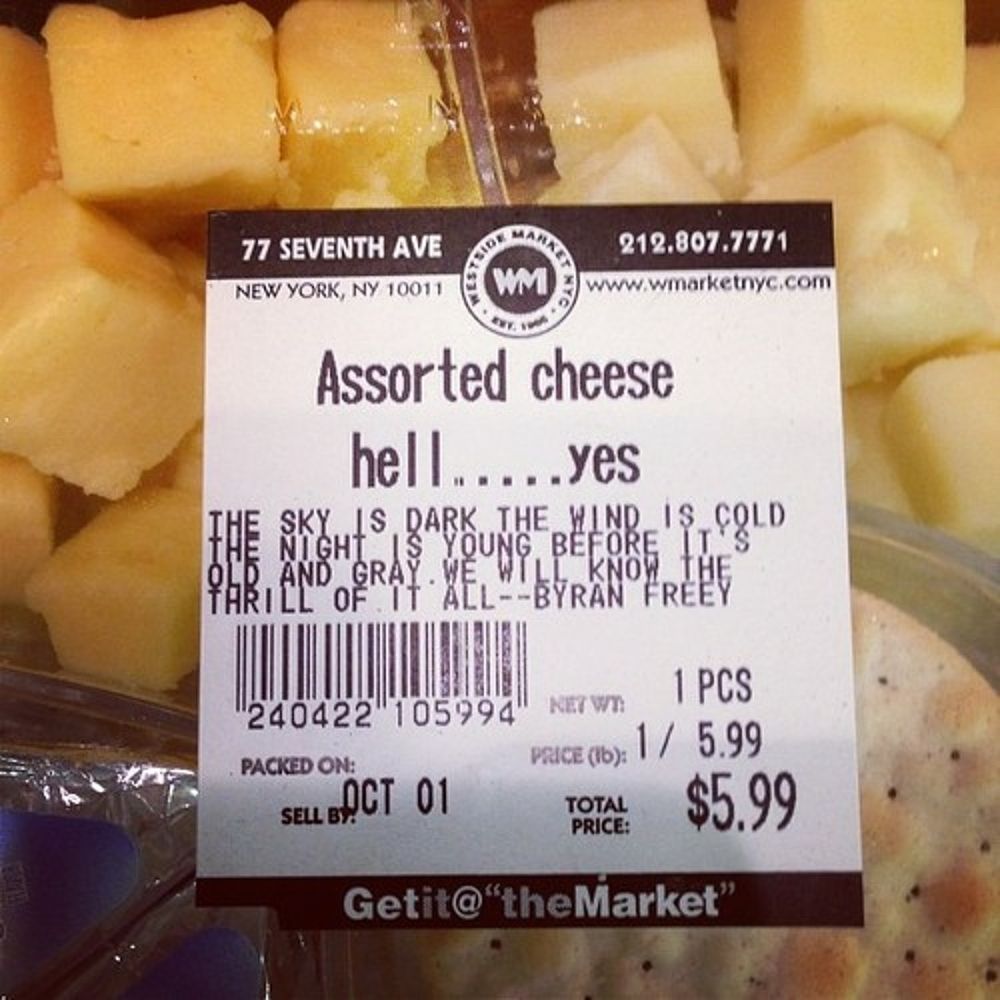 77 SEVENTH AVE
212.807.7771
NEW YORK, NY 10011
www.wmarketnyc.com
WESTSIDE MARKET NYC
WM
Assorted cheese
hell.....yes
THE SKY IS DARK THE WIND IS COLD
THE NIGHT IS YOUNG BEFORE IT'S
OLD AND GRAY.WE WILL KNOW THE
THRILL OF IT ALL--BYRAN FREEY
240422 105994
NET WT: 1 PCS
PRICE (lb): 1/ 5.99
PACKED ON:
SELL BY: OCT 01
TOTAL PRICE: $5.99
Getit@"theMarket"